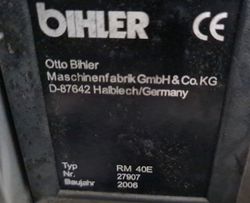 BIHLER CE
Otto Bihler
Maschinenfabrik GmbH & Co. KG
D-87642 Halblech/Germany
Typ RM 40E
Nr. 27907
Baujahr 2006